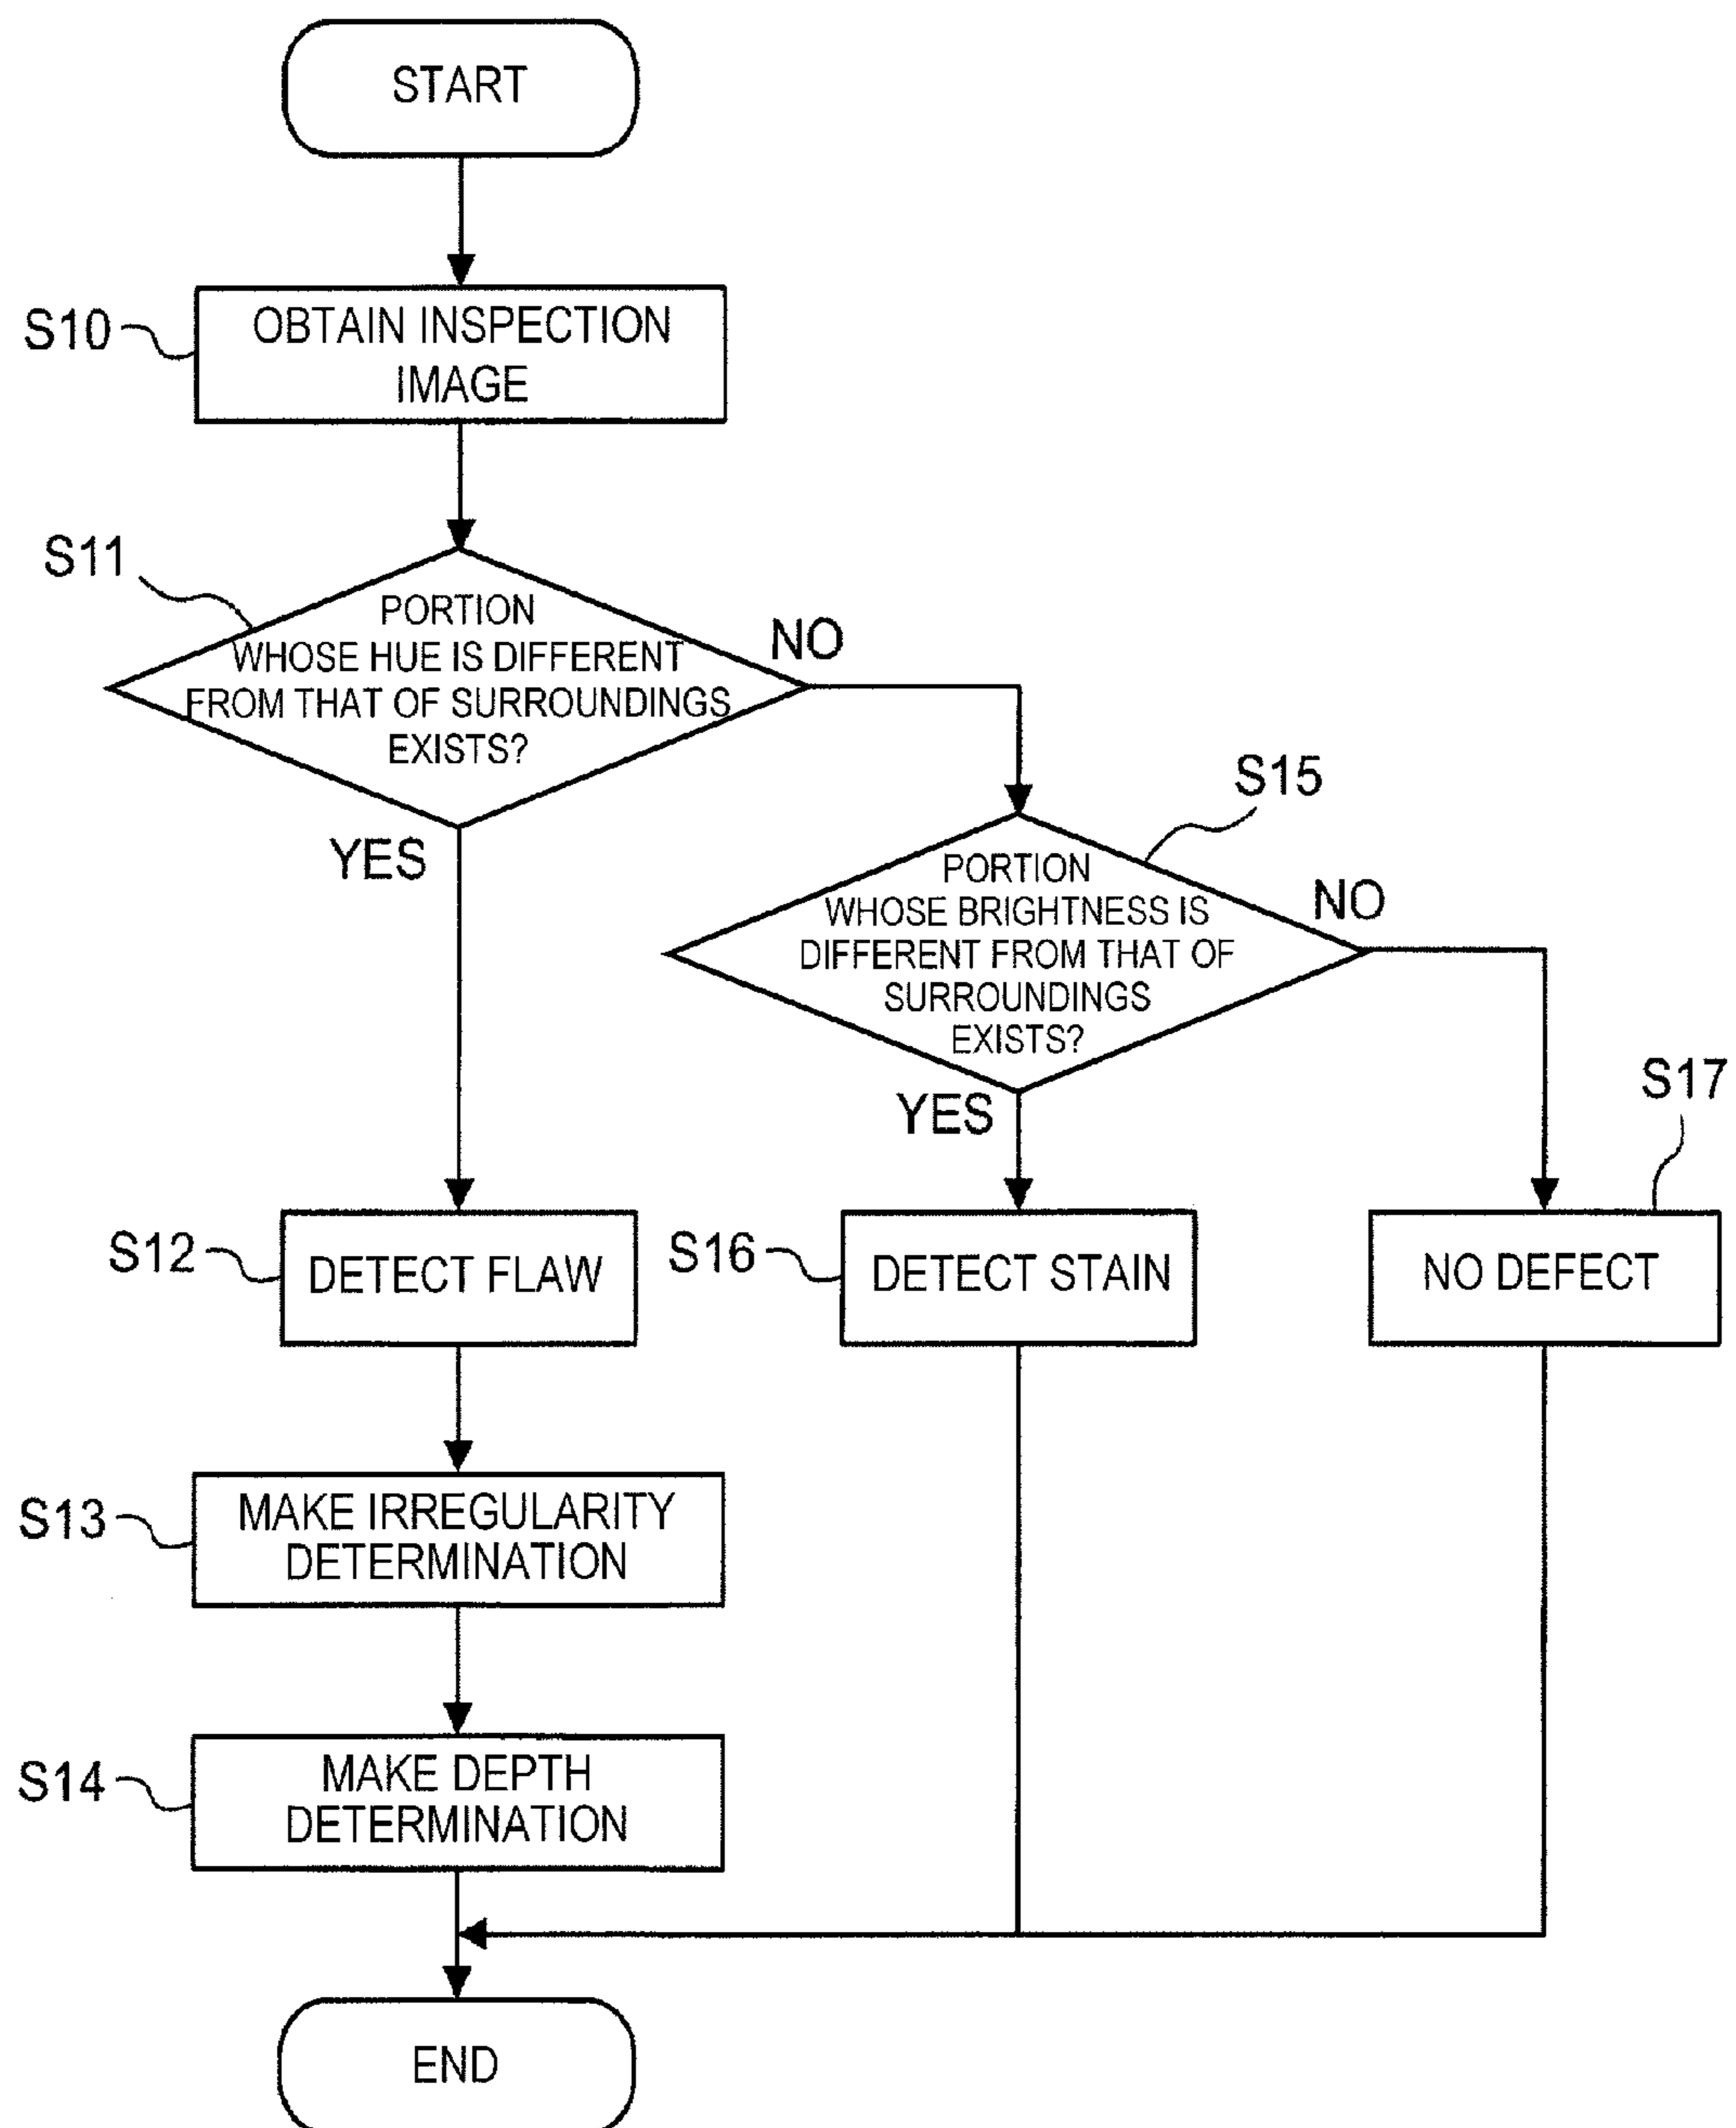 START
S10
OBTAIN INSPECTION
IMAGE
S11
PORTION
WHOSE HUE IS DIFFERENT
FROM THAT OF SURROUNDINGS
EXISTS?
NO
YES
S15
PORTION
WHOSE BRIGHTNESS IS
DIFFERENT FROM THAT OF
SURROUNDINGS
EXISTS?
NO
YES
S17
S12
DETECT FLAW
S16
DETECT STAIN
NO DEFECT
S13
MAKE IRREGULARITY
DETERMINATION
S14
MAKE DEPTH
DETERMINATION
END